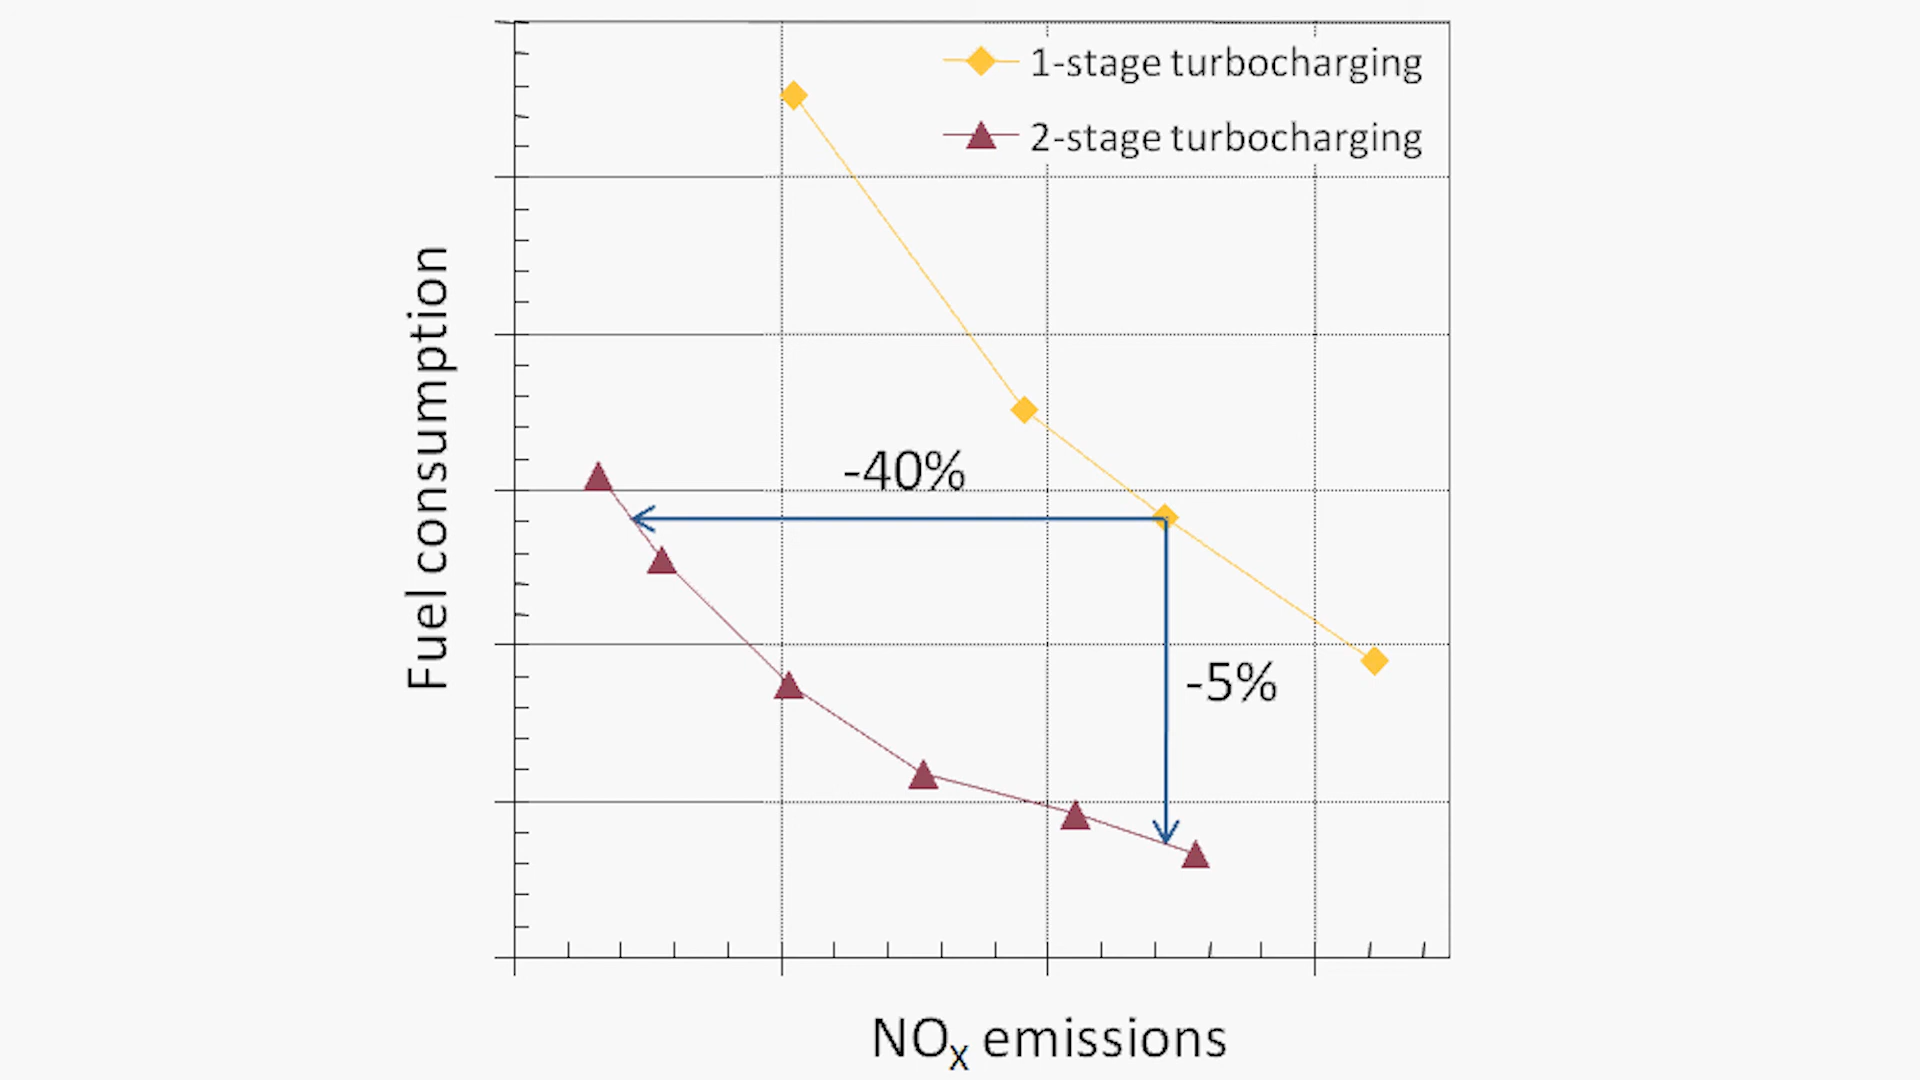 1-stage turbocharging
2-stage turbocharging
Fuel consumption
-40%
-5%
NOX emissions